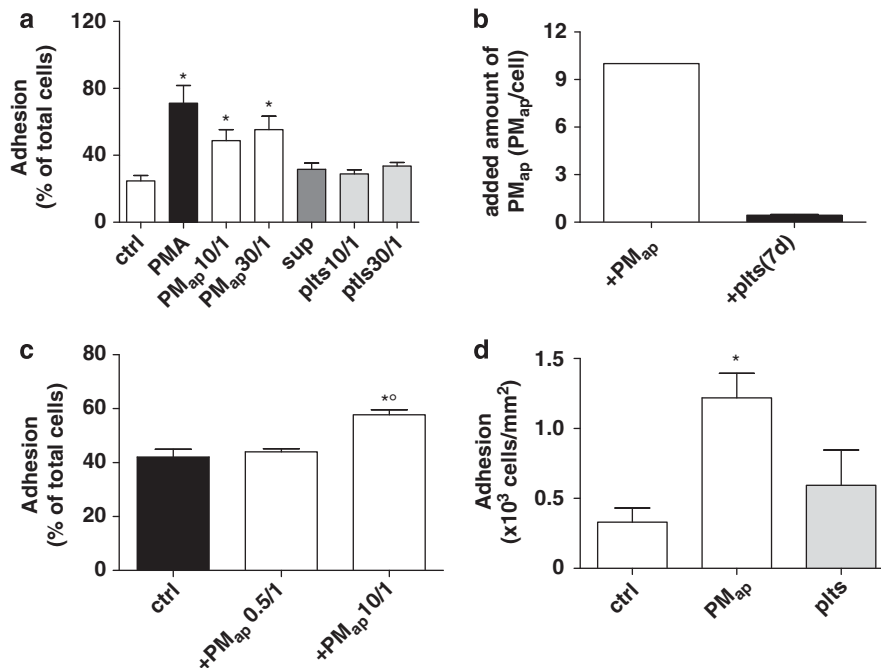 a
Adhesion
(% of total cells)
120
80
40
0
*
*
*
ctrl
PMA
PMap 10/1
PMap 30/1
sup
plts10/1
ptls30/1
b
added amount of
PMap (PMap/cell)
12
9
6
3
0
+PMap
+plts(7d)
c
Adhesion
(% of total cells)
80
60
40
20
0
*°
ctrl
+PMap 0.5/1
+PMap 10/1
d
Adhesion
(x10³ cells/mm²)
1.5
1.0
0.5
0
*
ctrl
PMap
plts